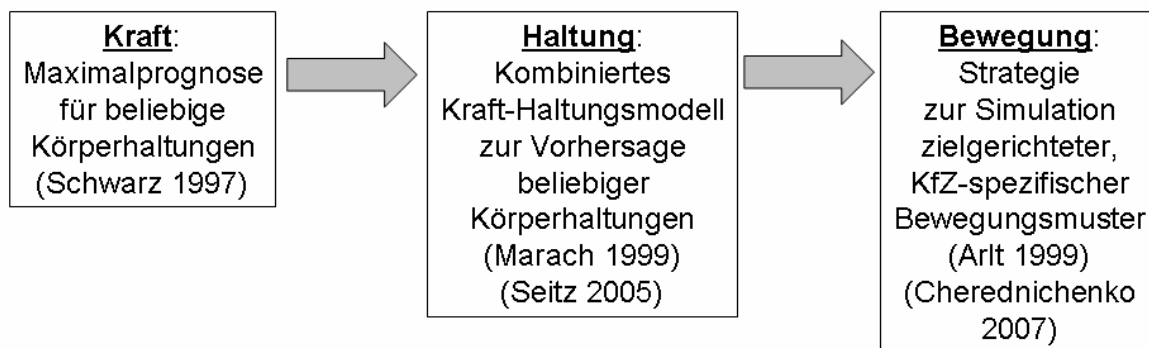 Kraft:
Maximalprognose
für beliebige
Körperhaltungen
(Schwarz 1997)
Haltung:
Kombiniertes
Kraft-Haltungsmodell
zur Vorhersage
beliebiger
Körperhaltungen
(Marach 1999)
(Seitz 2005)
Bewegung:
Strategie
zur Simulation
zielgerichteter,
KfZ-spezifischer
Bewegungsmuster
(Arlt 1999)
(Cherednichenko
2007)